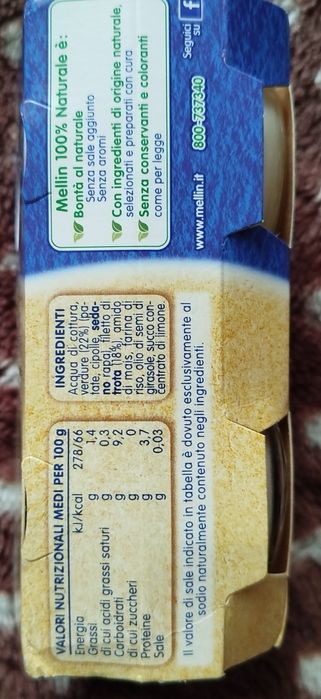 VALORI NUTRIZIONALI MEDI PER 100 g
Energia kJ/kcal 278/66
Grassi g 1,4
di cui acidi grassi saturi g 0,3
Carboidrati g 9,2
di cui zuccheri g 0
Proteine g 3,7
Sale g 0,03
INGREDIENTI
Acqua di cottura,
verdure 22% (pa-
tate, cipolle, seda-
no rapa), filetto di
trota (18%), amido
di mais, farina di
riso, olio di semi di
girasole, succo con-
centrato di limone.
Il valore di sale indicato in tabella è dovuto esclusivamente al
sodio naturalmente contenuto negli ingredienti.
Mellin 100% Naturale è:
Bontà al naturale
Senza sale aggiunto
Senza aromi
Con ingredienti di origine naturale,
selezionati e preparati con cura
Senza conservanti e coloranti
come per legge
www.mellin.it 800-737340
Seguici
su f